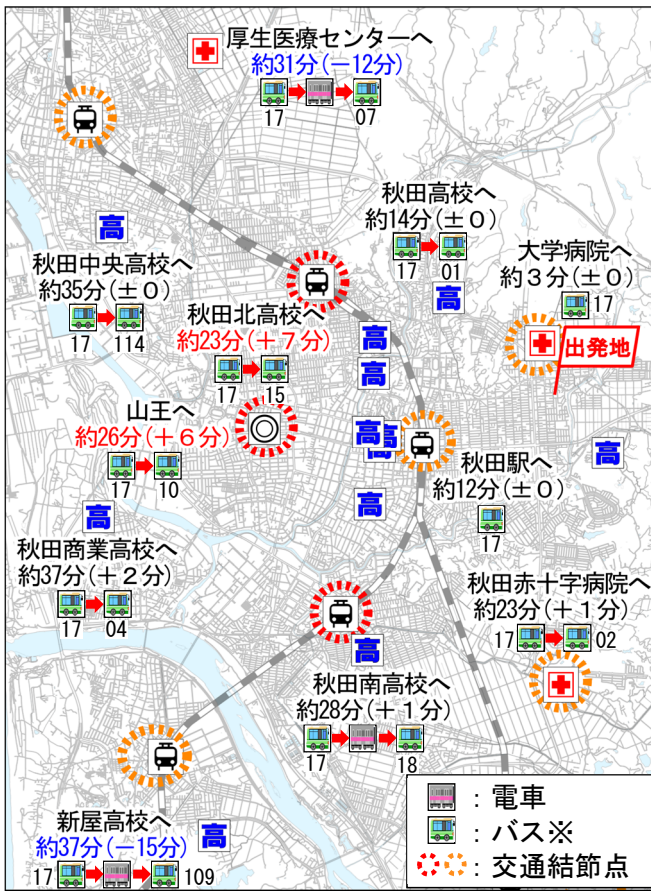 厚生医療センターへ
約31分(－12分)
17
07
高
秋田高校へ
約14分(±0)
17
01
高
大学病院へ
約3分(±0)
17
出発地
秋田中央高校へ
約35分(±0)
17
114
秋田北高校へ
約23分(＋7分)
17
15
高
高
山王へ
約26分(＋6分)
17
10
高
高
高
高
秋田駅へ
約12分(±0)
17
高
秋田商業高校へ
約37分(＋2分)
17
04
秋田赤十字病院へ
約23分(＋1分)
17
02
高
秋田南高校へ
約28分(＋1分)
17
18
高
新屋高校へ
約37分(－15分)
17
109
：電車
：バス※
：交通結節点